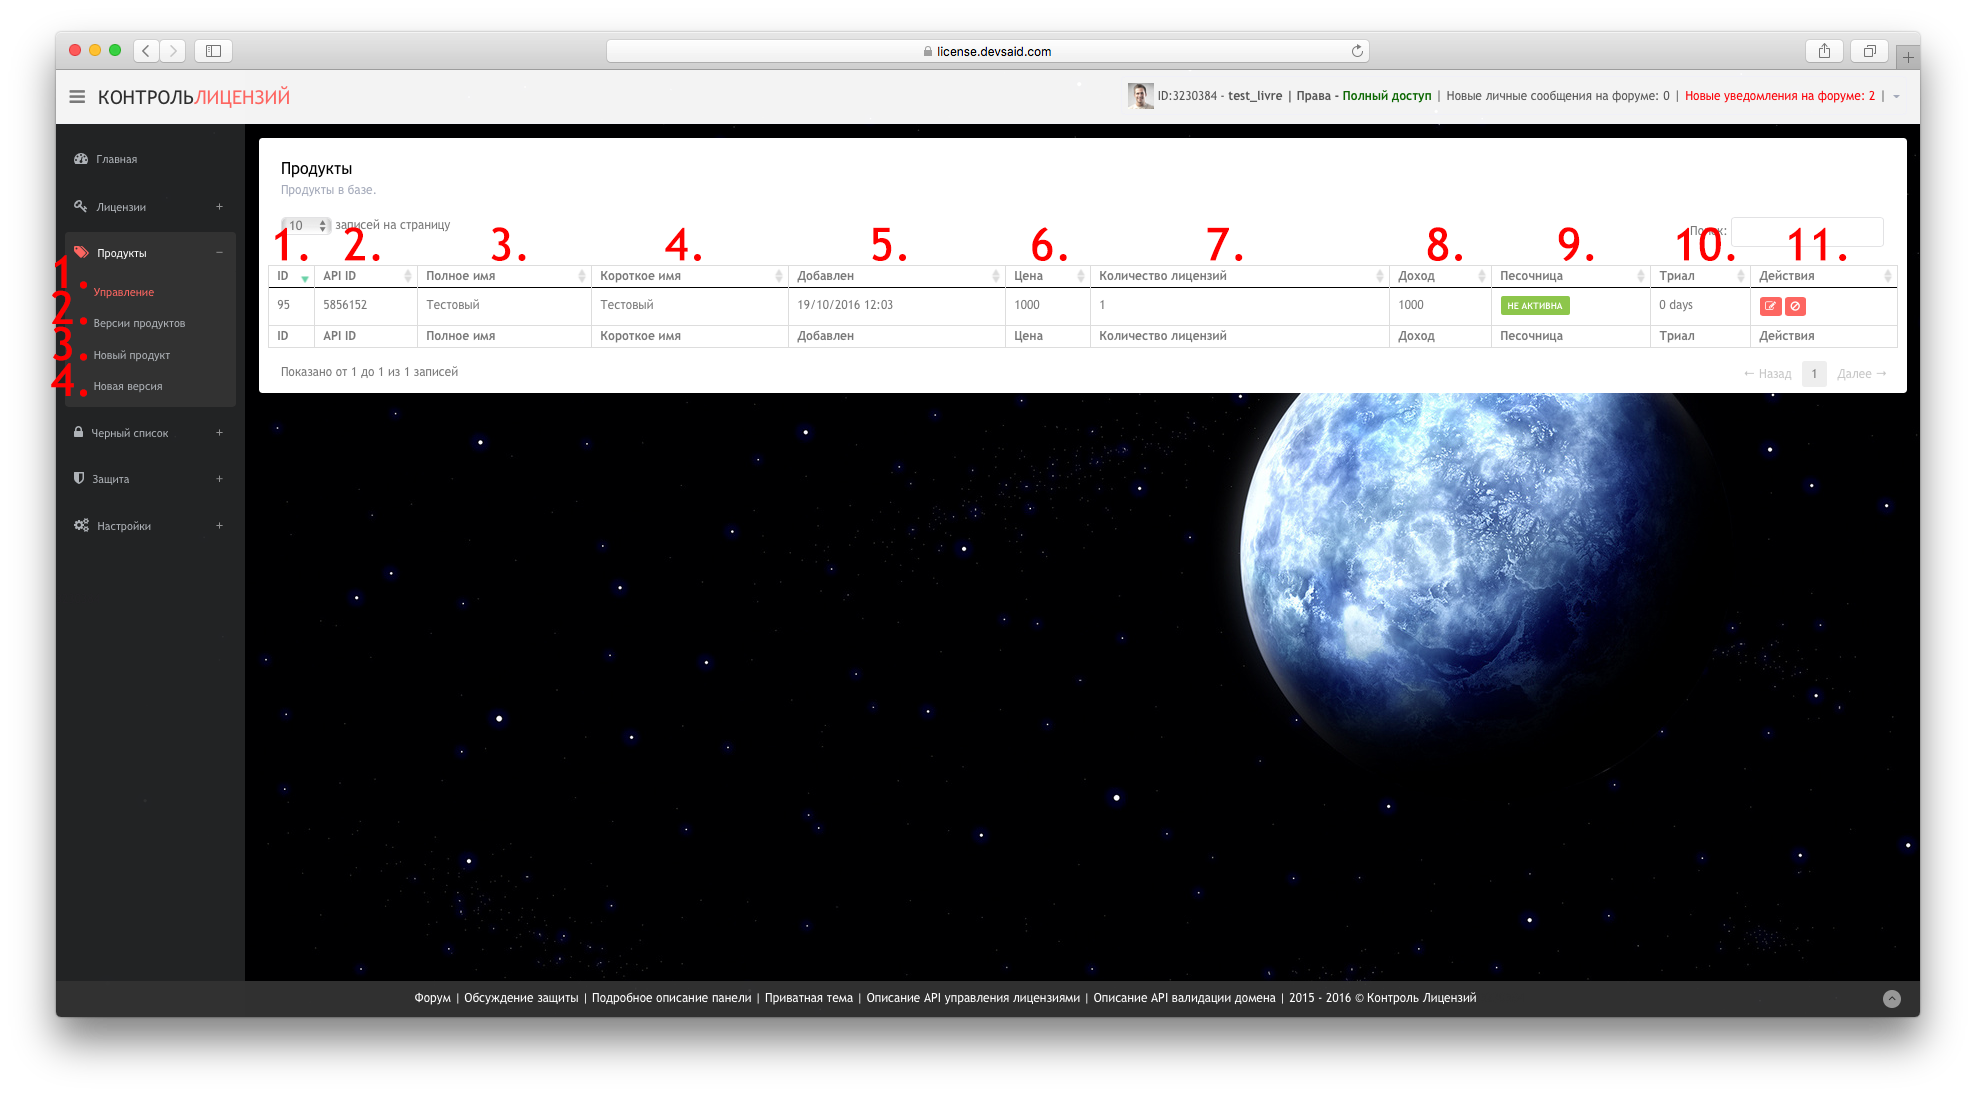 license.devsaid.com
КОНТРОЛЬЛИЦЕНЗИЙ
ID:3230384 - test_livre | Права - Полный доступ | Новые личные сообщения на форуме: 0 | Новые уведомления на форуме: 2 |
Главная
Лицензии +
Продукты −
1. Управление
2. Версии продуктов
3. Новый продукт
4. Новая версия
Черный список +
Защита +
Настройки +
Продукты
Продукты в базе.
10 записей на страницу
Поиск:
1. 2. 3. 4. 5. 6. 7. 8. 9. 10. 11.
ID API ID Полное имя Короткое имя Добавлен Цена Количество лицензий Доход Песочница Триал Действия
95 5856152 Тестовый Тестовый 19/10/2016 12:03 1000 1 1000 НЕ АКТИВНА 0 days
ID API ID Полное имя Короткое имя Добавлен Цена Количество лицензий Доход Песочница Триал Действия
Показано от 1 до 1 из 1 записей
← Назад 1 Далее →
Форум | Обсуждение защиты | Подробное описание панели | Приватная тема | Описание API управления лицензиями | Описание API валидации домена | 2015 - 2016 © Контроль Лицензий